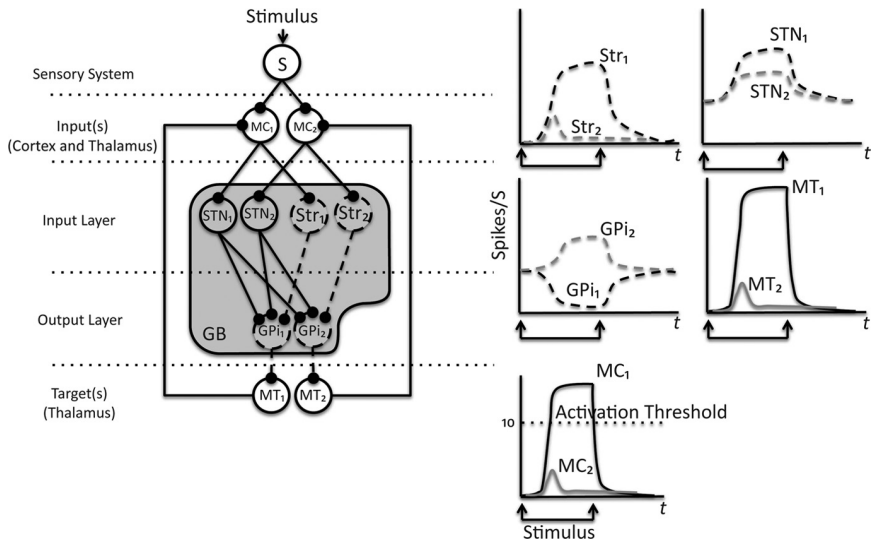 Stimulus
S
Sensory System
Input(s)
(Cortex and Thalamus)
MC₁
MC₂
Input Layer
STN₁
STN₂
Str₁
Str₂
Output Layer
GB
GPi₁
GPi₂
Target(s)
(Thalamus)
MT₁
MT₂
Spikes/S
Str₁
Str₂
t
STN₁
STN₂
t
GPi₂
GPi₁
t
MT₁
MT₂
t
MC₁
10
Activation Threshold
MC₂
t
Stimulus